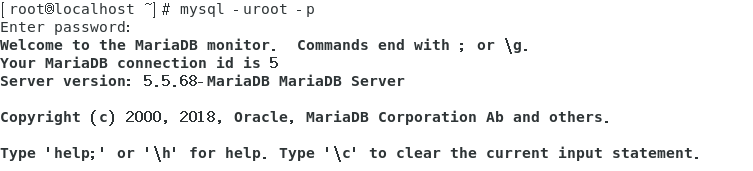 [root@localhost ~]# mysql -uroot -p
Enter password:
Welcome to the MariaDB monitor.  Commands end with ; or \g.
Your MariaDB connection id is 5
Server version: 5.5.68-MariaDB MariaDB Server
Copyright (c) 2000, 2018, Oracle, MariaDB Corporation Ab and others.
Type 'help;' or '\h' for help. Type '\c' to clear the current input statement.